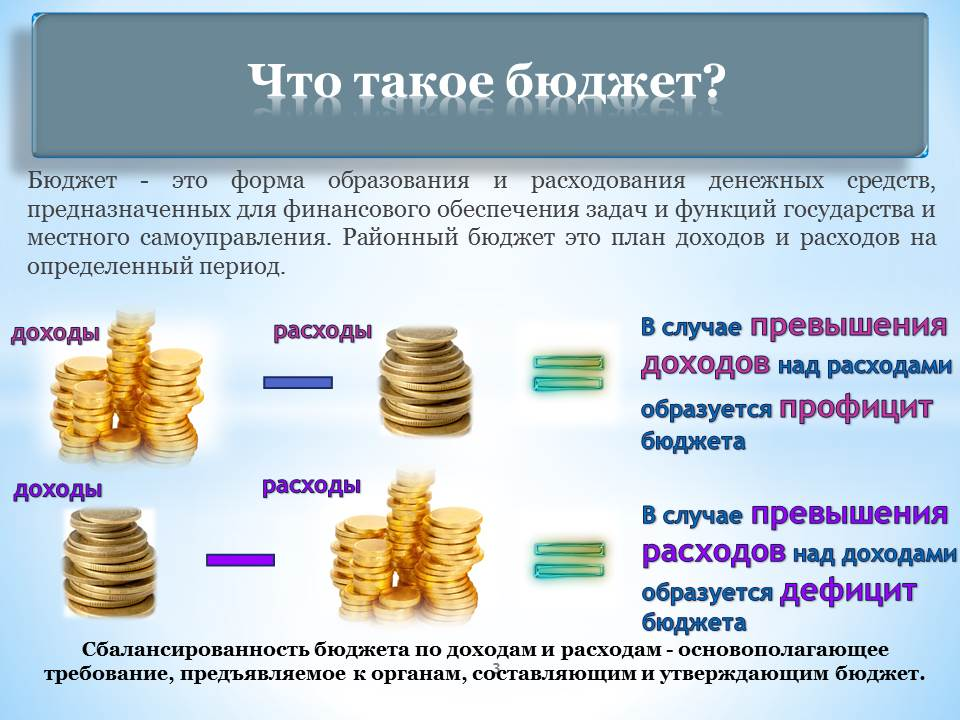 Что такое бюджет?
Бюджет - это форма образования и расходования денежных средств,
предназначенных для финансового обеспечения задач и функций государства и
местного самоуправления. Районный бюджет это план доходов и расходов на
определенный период.
доходы
расходы
В случае превышения
доходов над расходами
образуется профицит
бюджета
доходы
расходы
В случае превышения
расходов над доходами
образуется дефицит
бюджета
Сбалансированность бюджета по доходам и расходам - основополагающее
требование, предъявляемое к органам, составляющим и утверждающим бюджет.
3